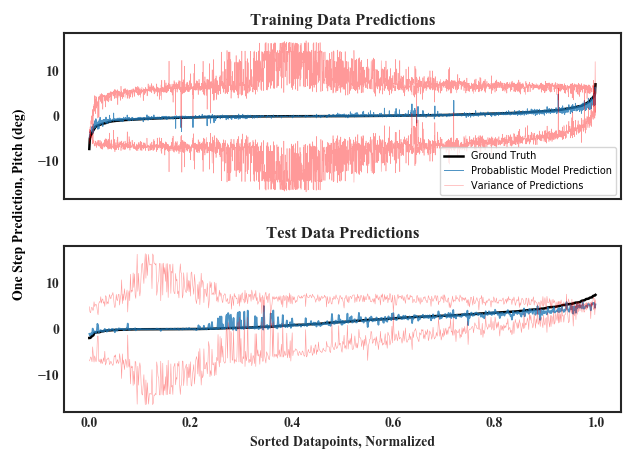 Training Data Predictions
10
0
−10
Ground Truth
Probablistic Model Prediction
Variance of Predictions
One Step Prediction, Pitch (deg)
Test Data Predictions
10
0
−10
0.0 0.2 0.4 0.6 0.8 1.0
Sorted Datapoints, Normalized